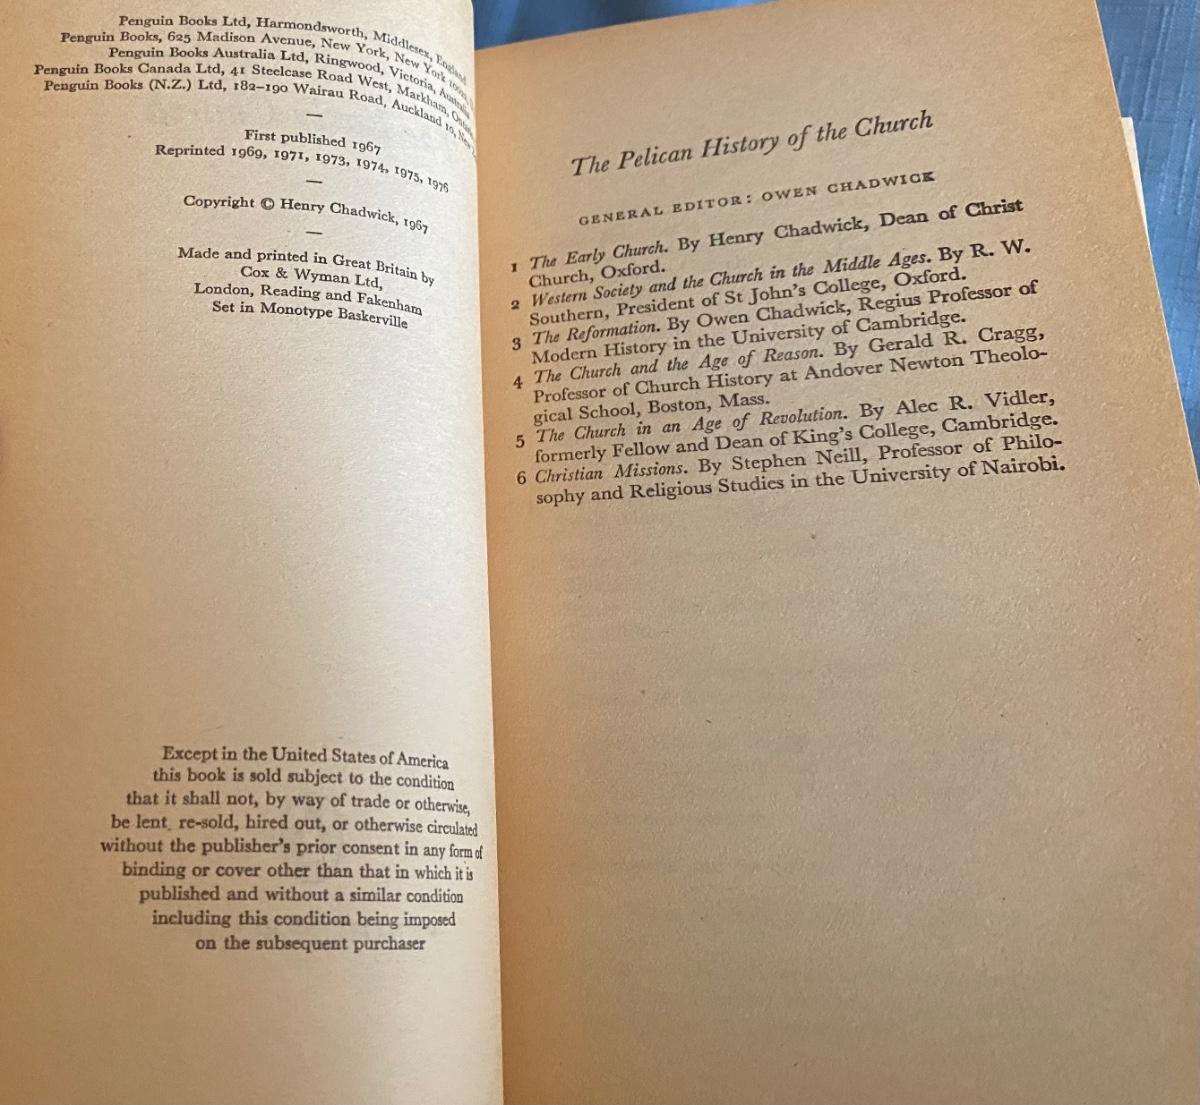 Penguin Books Ltd, Harmondsworth, Middlesex, England
Penguin Books, 625 Madison Avenue, New York, New York
Penguin Books Australia Ltd, Ringwood, Victoria, Australia
Penguin Books Canada Ltd, 41 Steelcase Road West, Markham,
Penguin Books (N.Z.) Ltd, 182–190 Wairau Road, Auckland 10,
—
First published 1967
Reprinted 1969, 1971, 1973, 1974, 1975, 1976
—
Copyright © Henry Chadwick, 1967
—
Made and printed in Great Britain by
Cox & Wyman Ltd,
London, Reading and Fakenham
Set in Monotype Baskerville
Except in the United States of America
this book is sold subject to the condition
that it shall not, by way of trade or otherwise,
be lent, re-sold, hired out, or otherwise circulated
without the publisher's prior consent in any form of
binding or cover other than that in which it is
published and without a similar condition
including this condition being imposed
on the subsequent purchaser
The Pelican History of the Church
GENERAL EDITOR: OWEN CHADWICK
1 The Early Church. By Henry Chadwick, Dean of Christ
Church, Oxford.
2 Western Society and the Church in the Middle Ages. By R. W.
Southern, President of St John's College, Oxford.
3 The Reformation. By Owen Chadwick, Regius Professor of
Modern History in the University of Cambridge.
4 The Church and the Age of Reason. By Gerald R. Cragg,
Professor of Church History at Andover Newton Theolo-
gical School, Boston, Mass.
5 The Church in an Age of Revolution. By Alec R. Vidler,
formerly Fellow and Dean of King's College, Cambridge.
6 Christian Missions. By Stephen Neill, Professor of Philo-
sophy and Religious Studies in the University of Nairobi.